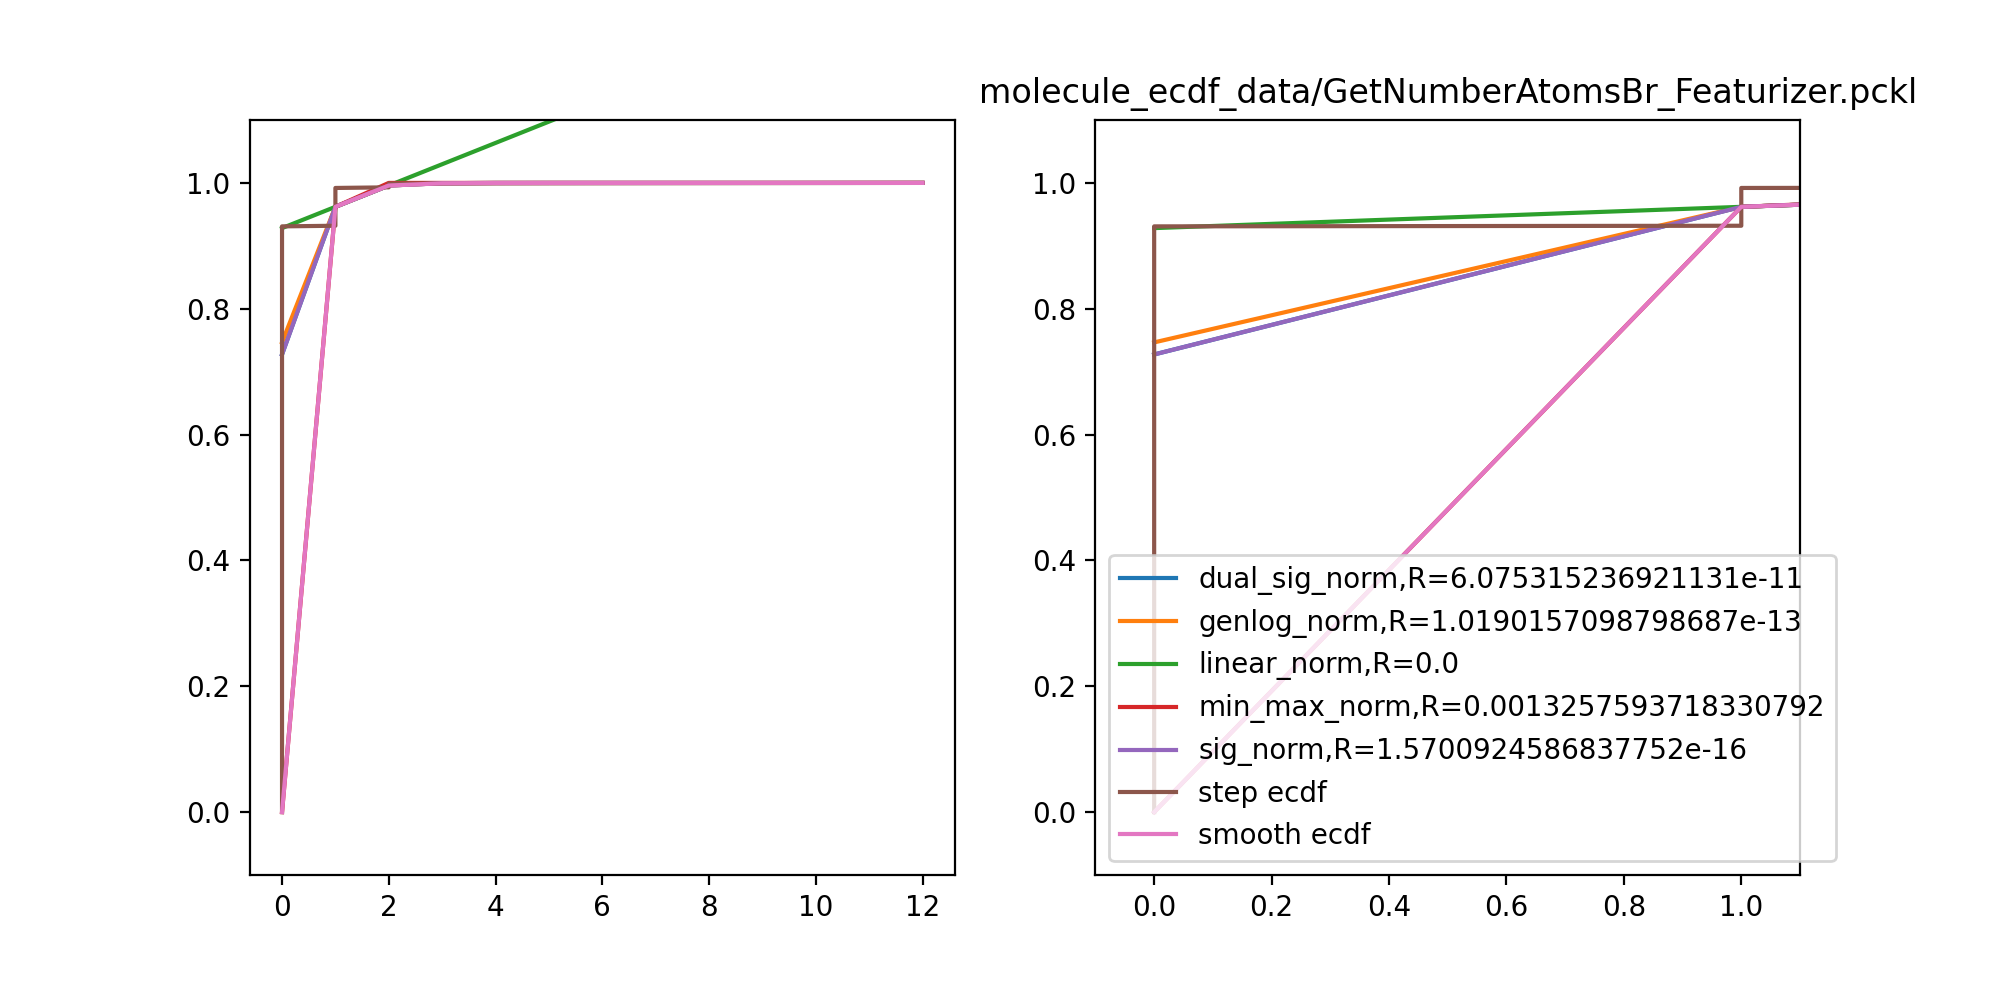 molecule_ecdf_data/GetNumberAtomsBr_Featurizer.pckl
1.0
0.8
0.6
0.4
0.2
0.0
0 2 4 6 8 10 12
1.0
0.8
0.6
0.4
0.2
0.0
dual_sig_norm,R=6.075315236921131e-11
genlog_norm,R=1.0190157098798687e-13
linear_norm,R=0.0
min_max_norm,R=0.0013257593718330792
sig_norm,R=1.5700924586837752e-16
step ecdf
smooth ecdf
0.0 0.2 0.4 0.6 0.8 1.0